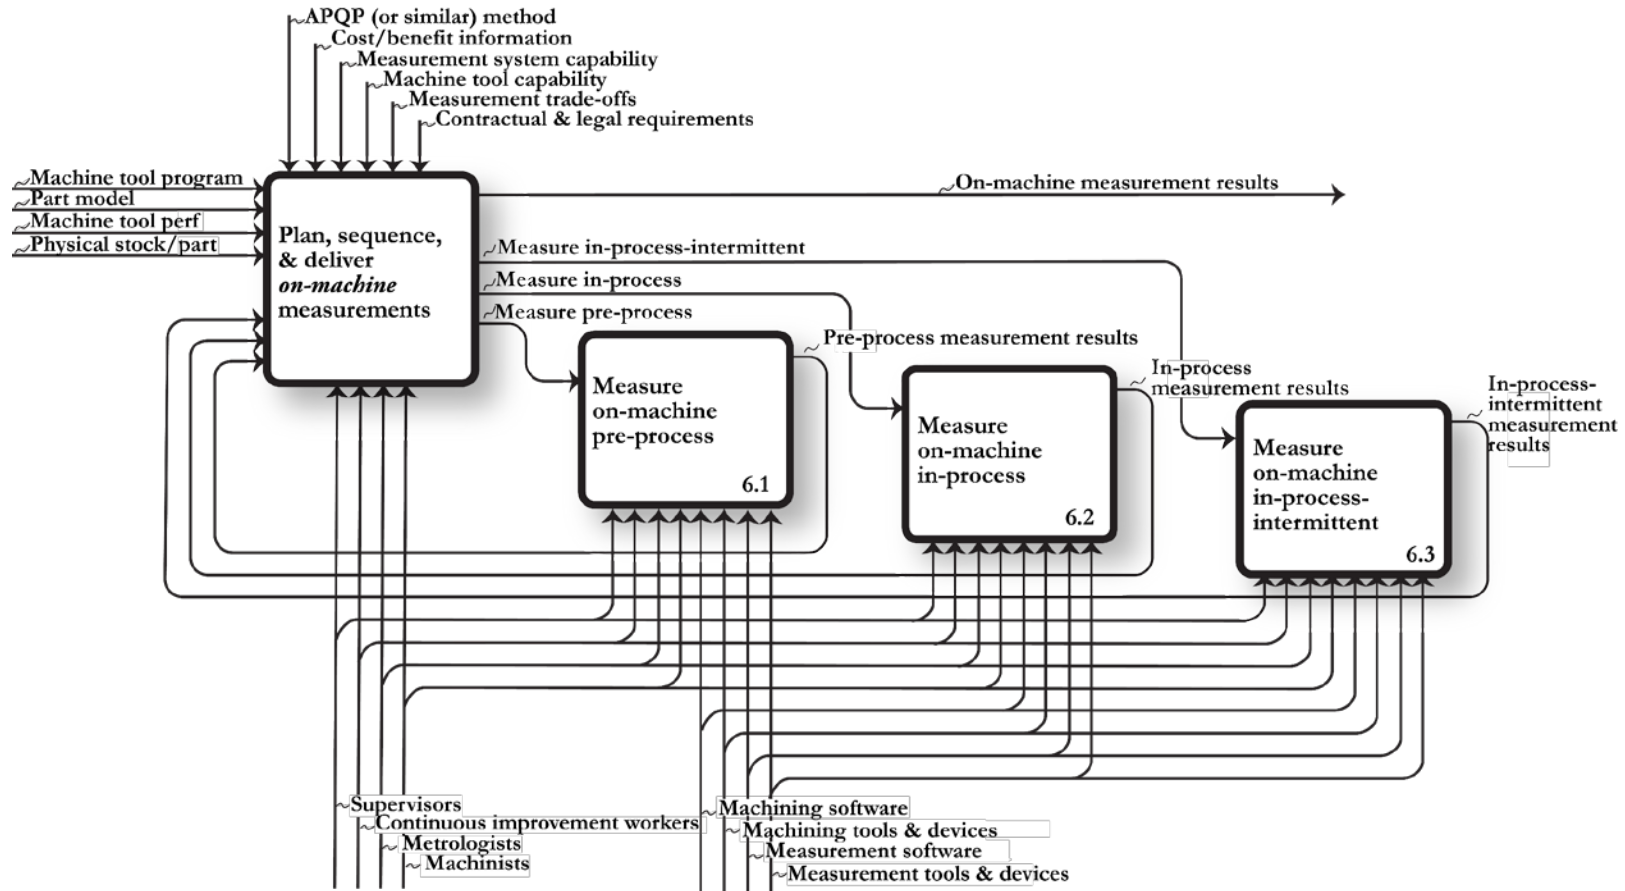 APQP (or similar) method
Cost/benefit information
Measurement system capability
Machine tool capability
Measurement trade-offs
Contractual & legal requirements
Machine tool program
Part model
Machine tool perf
Physical stock/part
Plan, sequence,
& deliver
on-machine
measurements
On-machine measurement results
Measure in-process-intermittent
Measure in-process
Measure pre-process
Measure
on-machine
pre-process
6.1
Pre-process measurement results
Measure
on-machine
in-process
6.2
In-process
measurement results
Measure
on-machine
in-process-
intermittent
6.3
In-process-
intermittent
measurement
results
Supervisors
Continuous improvement workers
Metrologists
Machinists
Machining software
Machining tools & devices
Measurement software
Measurement tools & devices